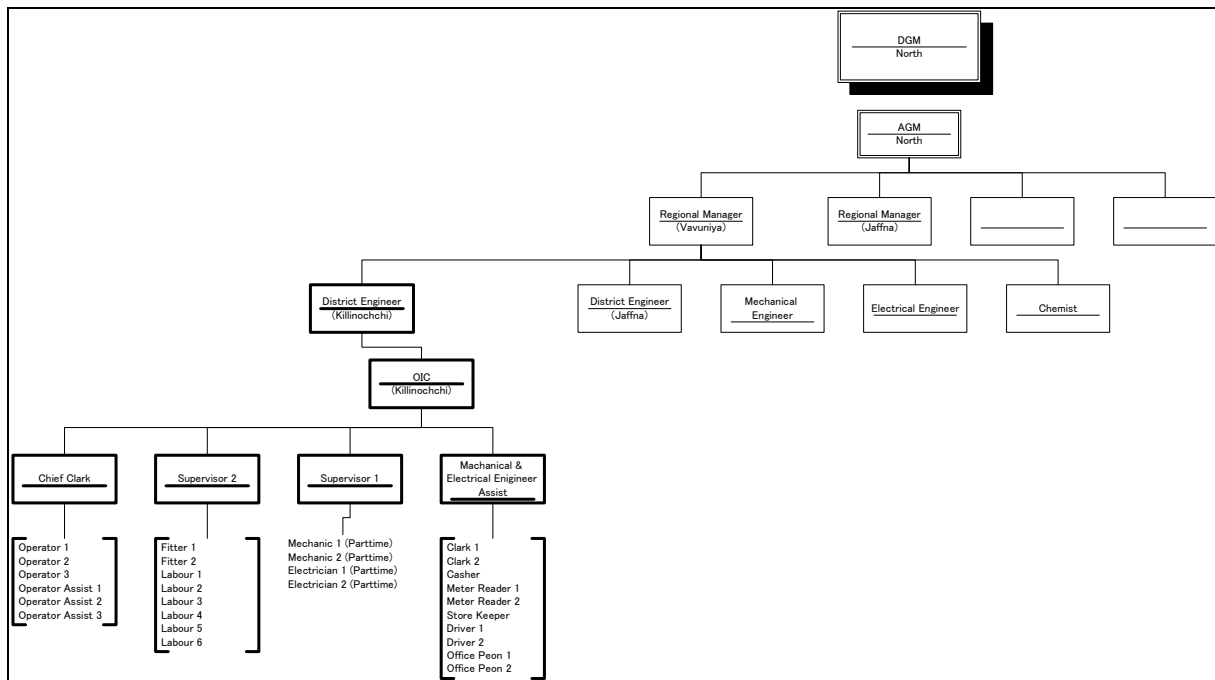 DGM
North
AGM
North
Regional Manager
(Vavuniya)
Regional Manager
(Jaffna)
District Engineer
(Killinochchi)
District Engineer
(Jaffna)
Mechanical
Engineer
Electrical Engineer
Chemist
OIC
(Killinochchi)
Chief Clark
Supervisor 2
Supervisor 1
Machanical &
Electrical Enigineer
Assist
Operator 1
Operator 2
Operator 3
Operator Assist 1
Operator Assist 2
Operator Assist 3
Fitter 1
Fitter 2
Labour 1
Labour 2
Labour 3
Labour 4
Labour 5
Labour 6
Mechanic 1 (Parttime)
Mechanic 2 (Parttime)
Electrician 1 (Parttime)
Electrician 2 (Parttime)
Clark 1
Clark 2
Casher
Meter Reader 1
Meter Reader 2
Store Keeper
Driver 1
Driver 2
Office Peon 1
Office Peon 2